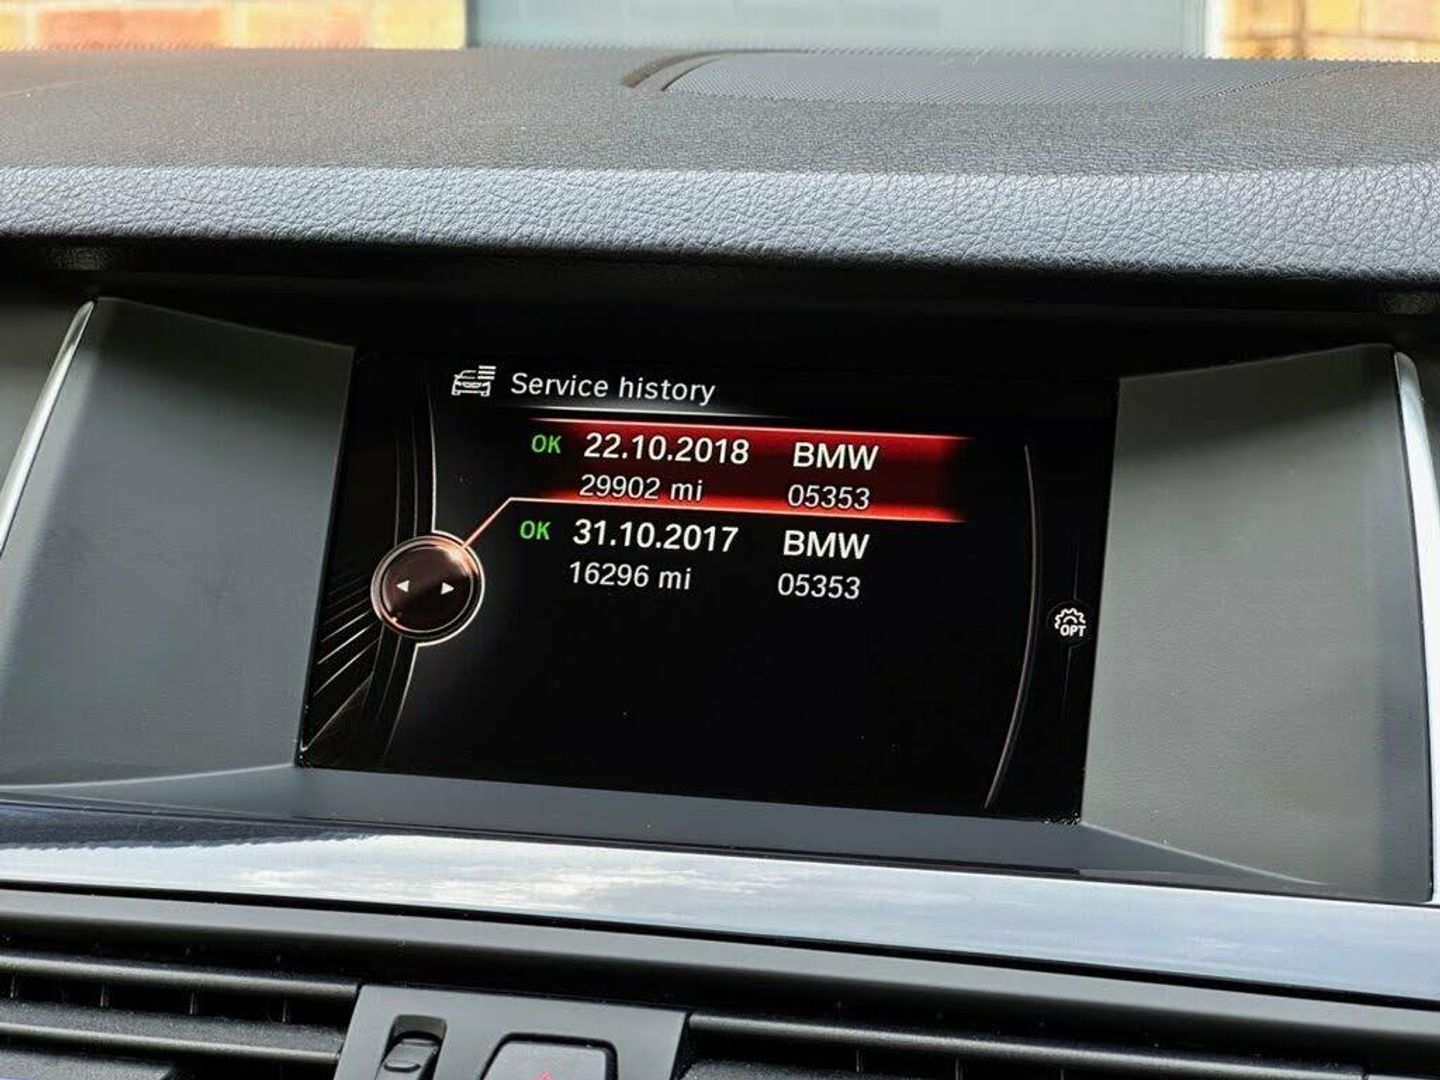 Service history
OK 22.10.2018 BMW
29902 mi 05353
OK 31.10.2017 BMW
16296 mi 05353
OPT